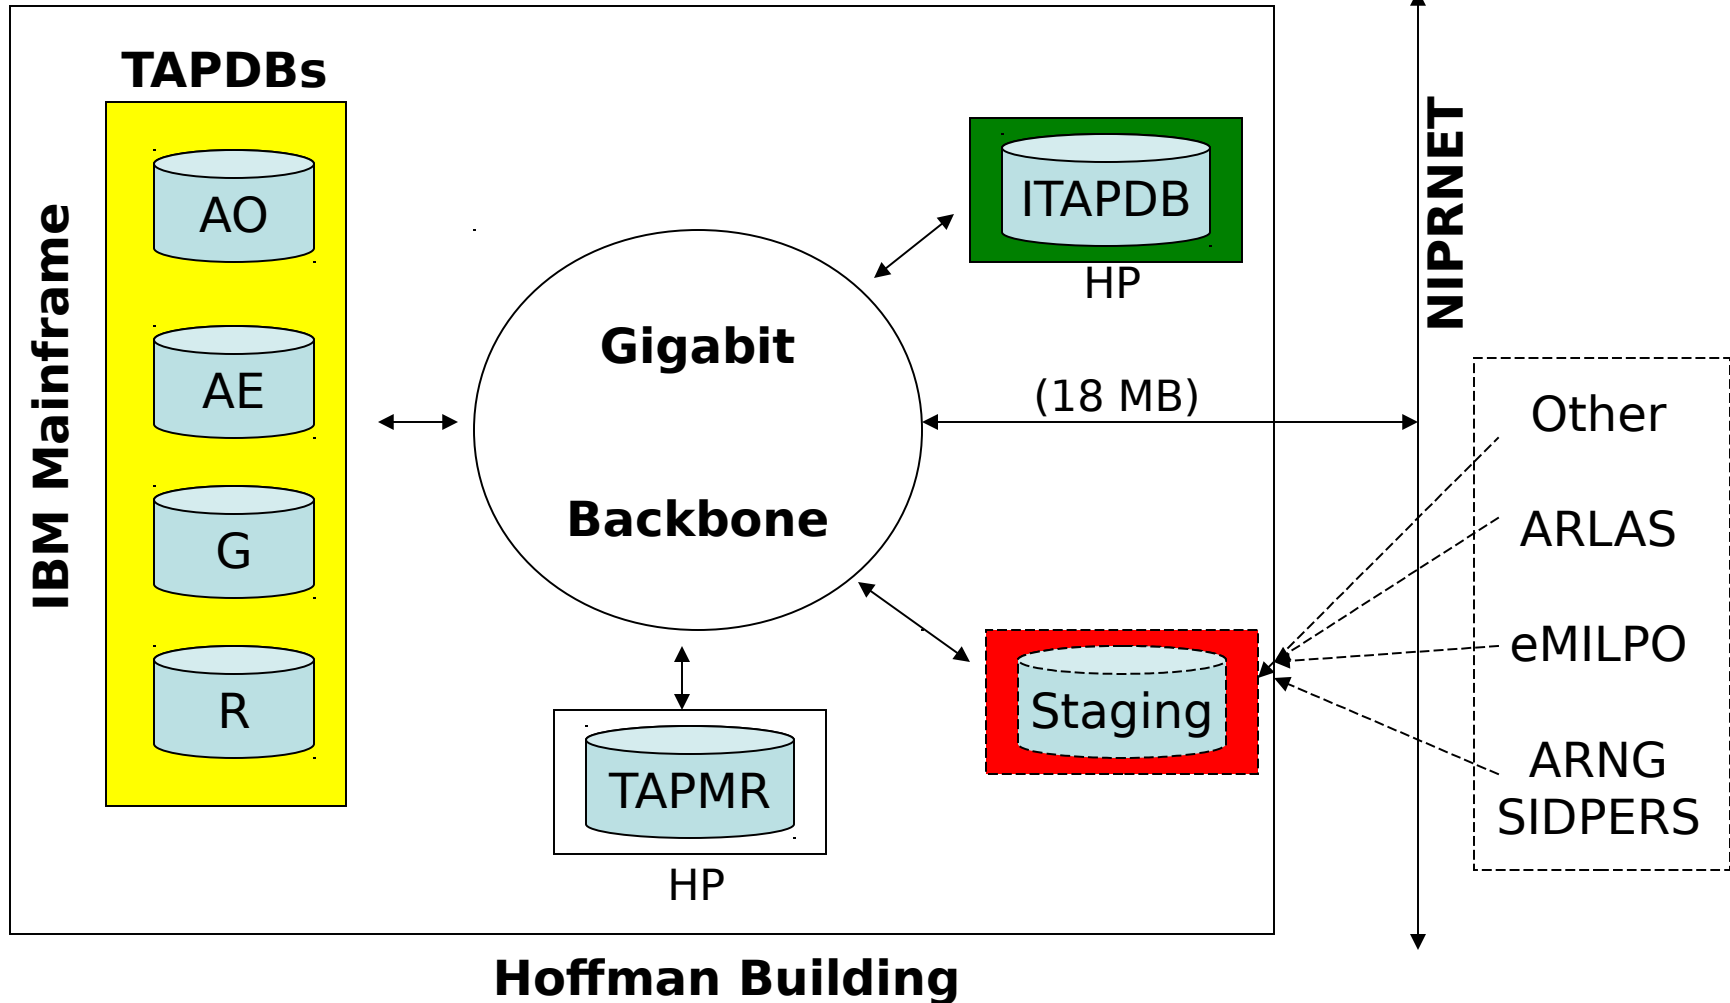 TAPDBs
IBM Mainframe
AO
AE
G
R
Gigabit
Backbone
ITAPDB
HP
(18 MB)
NIPRNET
Staging
TAPMR
HP
Other
ARLAS
eMILPO
ARNG
SIDPERS
Hoffman Building